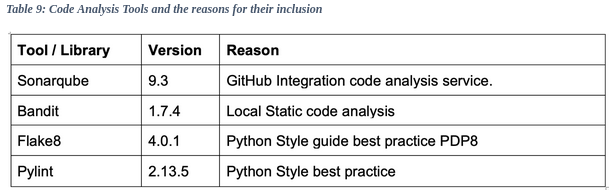 Table 9: Code Analysis Tools and the reasons for their inclusion
Tool / Library Version Reason
Sonarqube 9.3 GitHub Integration code analysis service.
Bandit 1.7.4 Local Static code analysis
Flake8 4.0.1 Python Style guide best practice PDP8
Pylint 2.13.5 Python Style best practice